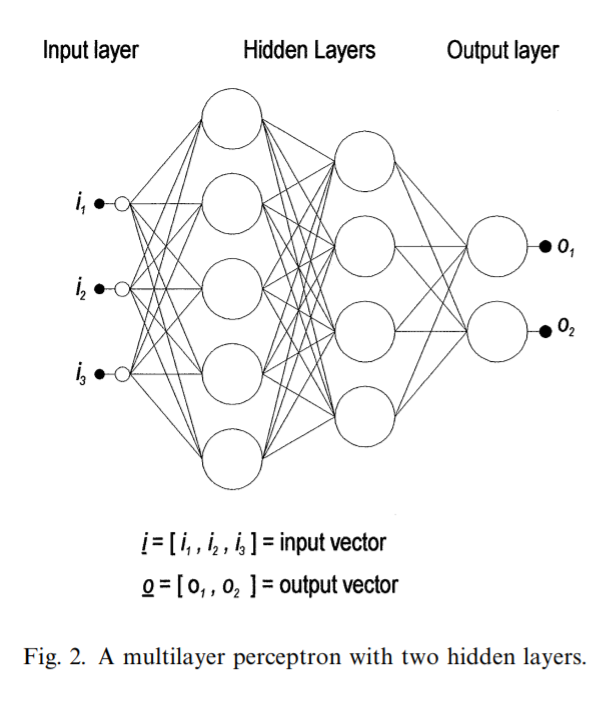 Input layer
Hidden Layers
Output layer
i₁
i₂
i₃
o₁
o₂
i = [ i₁ , i₂ , i₃ ] = input vector
o = [ o₁ , o₂ ] = output vector
Fig. 2. A multilayer perceptron with two hidden layers.